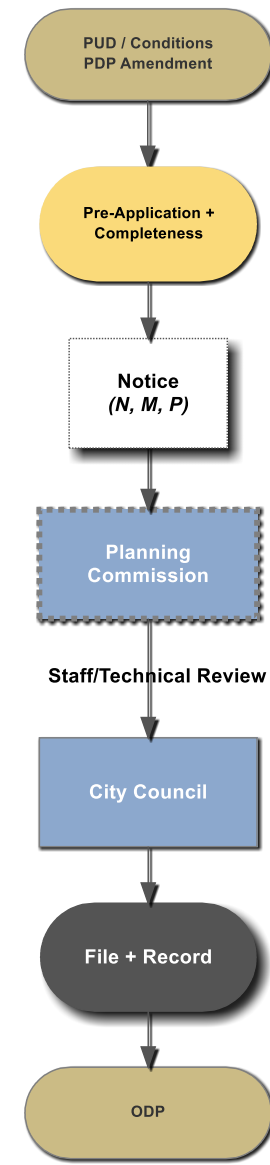 PUD / Conditions
PDP Amendment
Pre-Application +
Completeness
Notice
(N, M, P)
Planning
Commission
Staff/Technical Review
City Council
File + Record
ODP